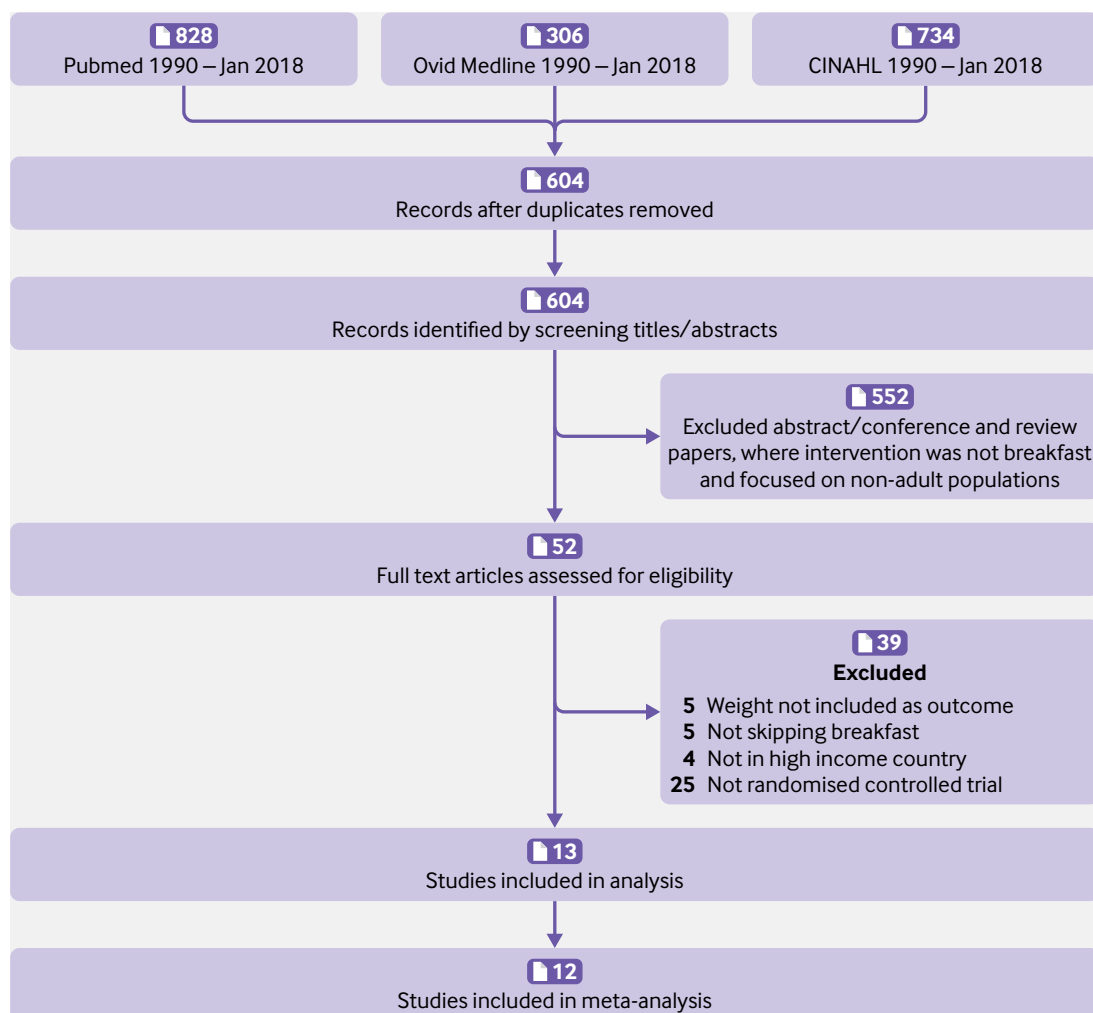 828
Pubmed 1990 – Jan 2018
306
Ovid Medline 1990 – Jan 2018
734
CINAHL 1990 – Jan 2018
604
Records after duplicates removed
604
Records identified by screening titles/abstracts
552
Excluded abstract/conference and review
papers, where intervention was not breakfast
and focused on non-adult populations
52
Full text articles assessed for eligibility
39
Excluded
5 Weight not included as outcome
5 Not skipping breakfast
4 Not in high income country
25 Not randomised controlled trial
13
Studies included in analysis
12
Studies included in meta-analysis